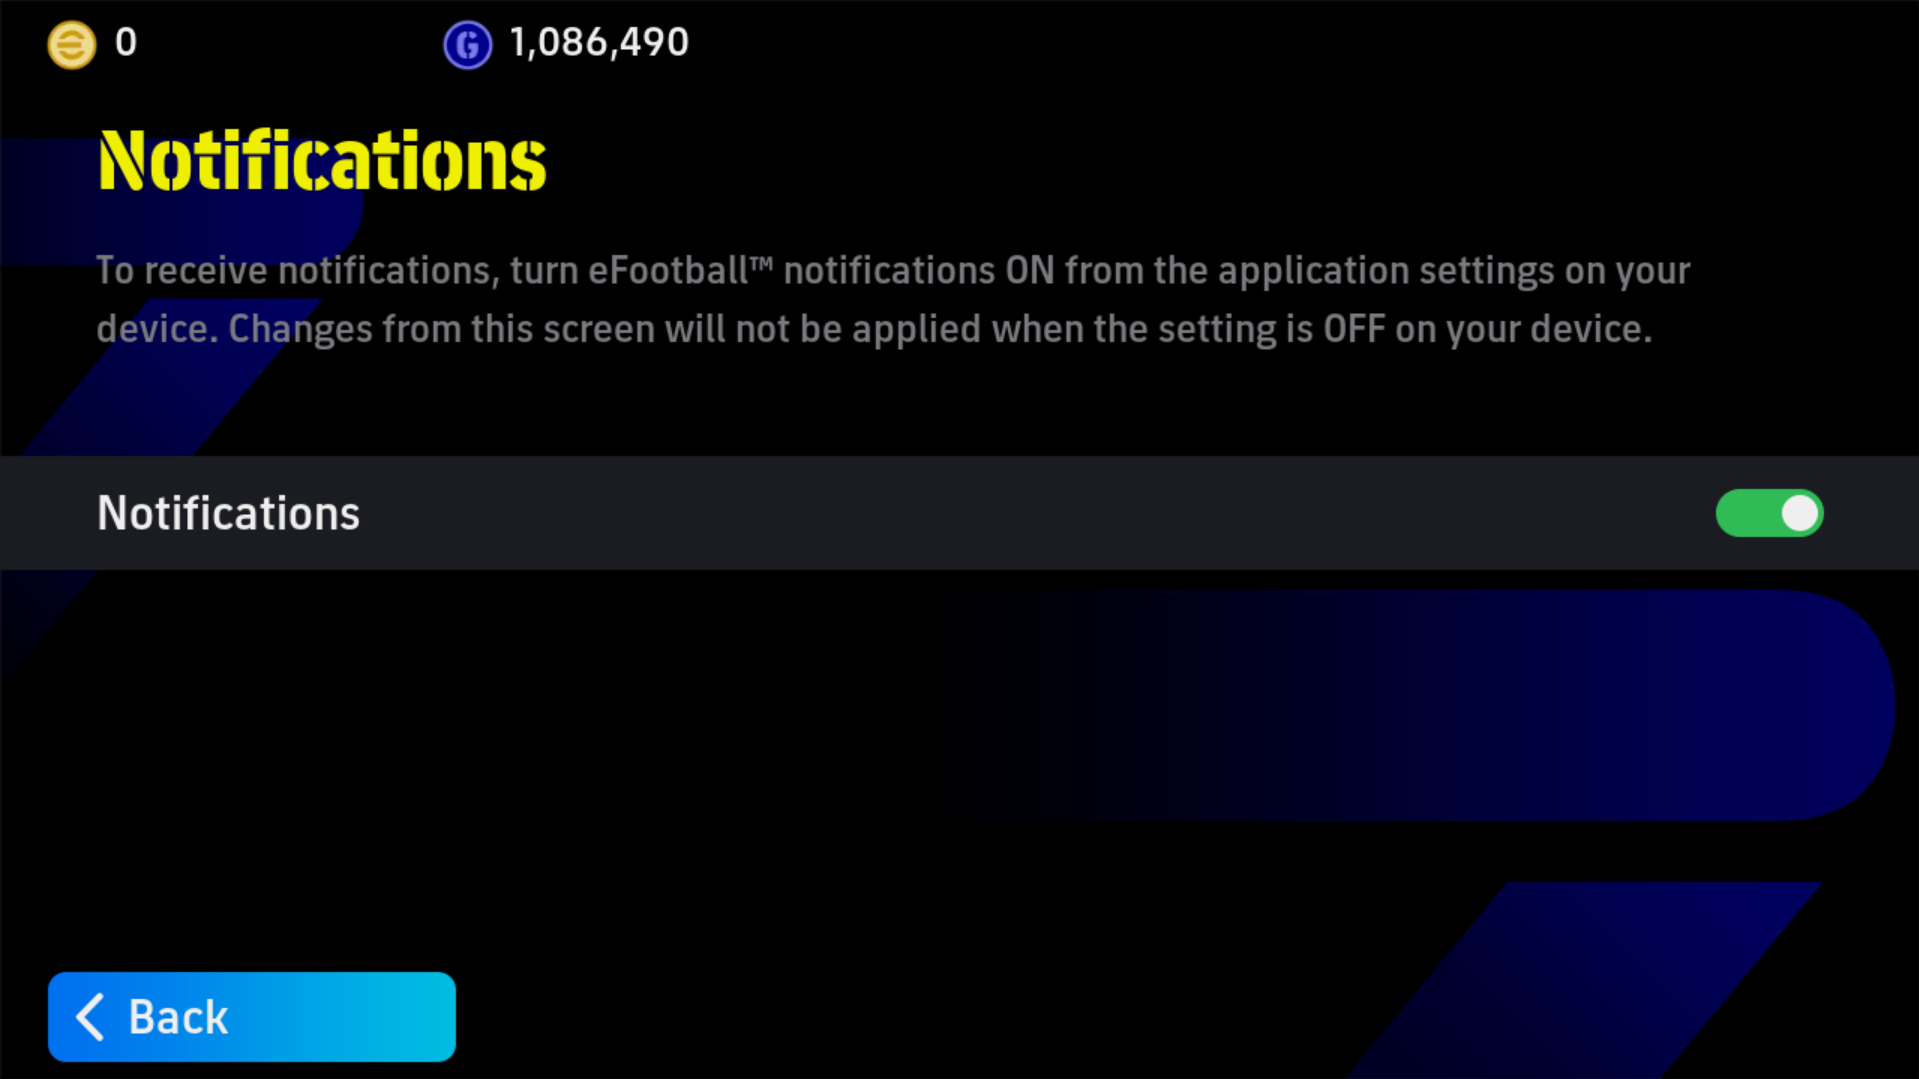 0
1,086,490
Notifications
To receive notifications, turn eFootball™ notifications ON from the application settings on your
device. Changes from this screen will not be applied when the setting is OFF on your device.
Notifications
Back